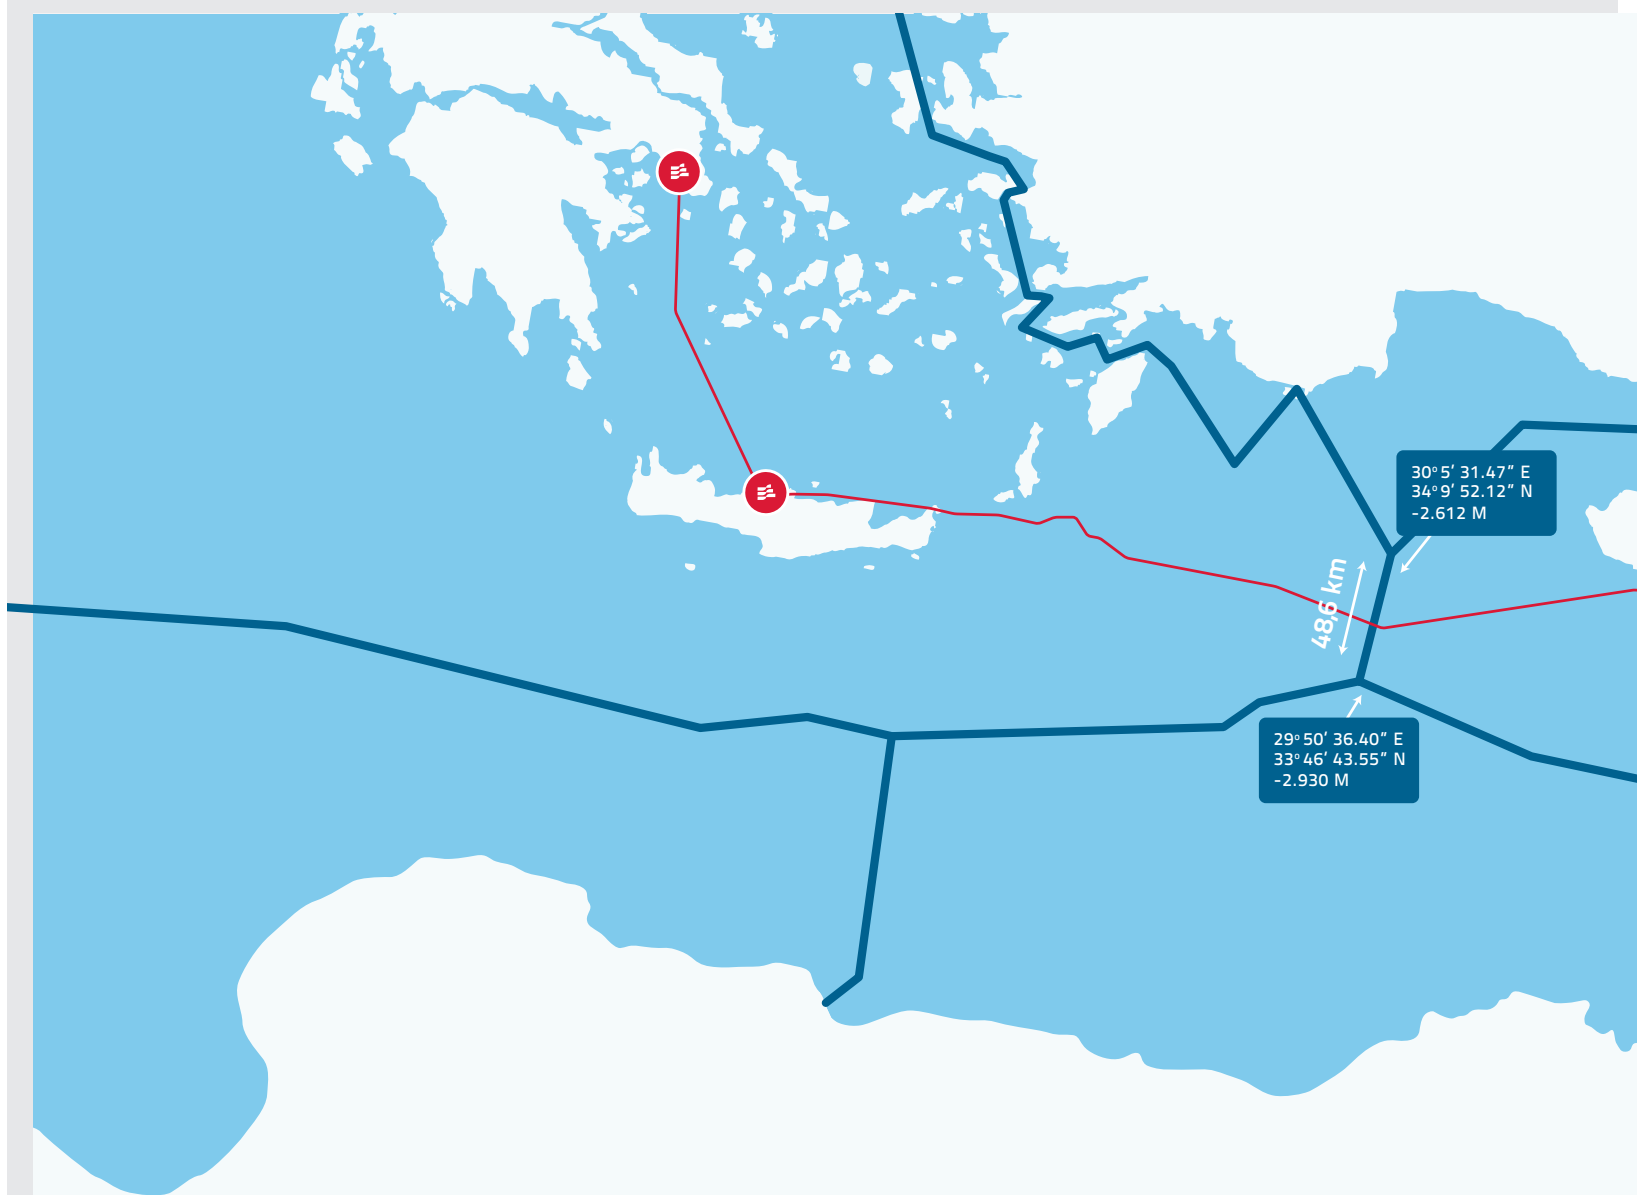 30° 5' 31.47" E
34° 9' 52.12" N
-2.612 M
48,6 km
29° 50' 36.40" E
33° 46' 43.55" N
-2.930 M